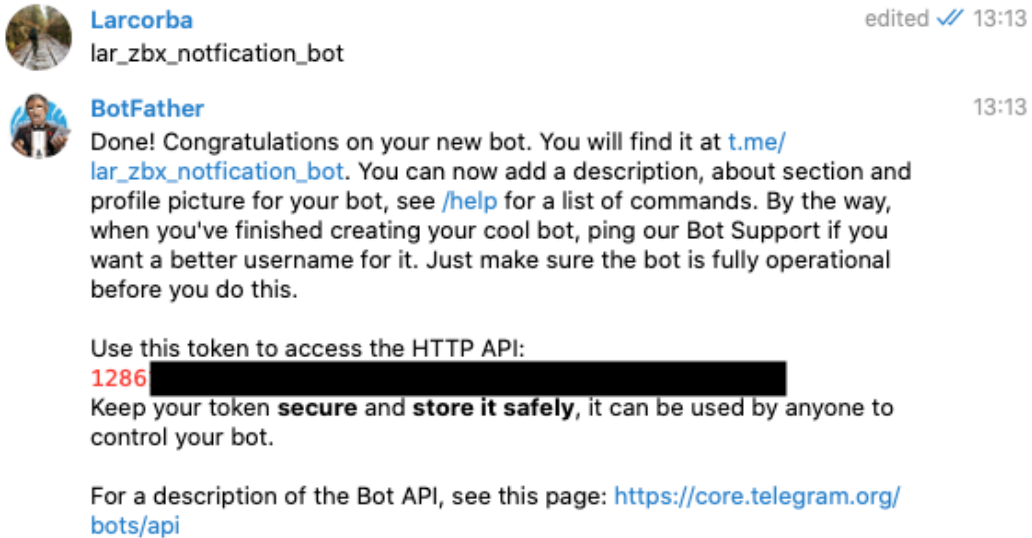 Larcorba
edited 13:13
lar_zbx_notfication_bot
BotFather
13:13
Done! Congratulations on your new bot. You will find it at t.me/
lar_zbx_notfication_bot. You can now add a description, about section and
profile picture for your bot, see /help for a list of commands. By the way,
when you've finished creating your cool bot, ping our Bot Support if you
want a better username for it. Just make sure the bot is fully operational
before you do this.
Use this token to access the HTTP API:
1286
Keep your token secure and store it safely, it can be used by anyone to
control your bot.
For a description of the Bot API, see this page: https://core.telegram.org/
bots/api